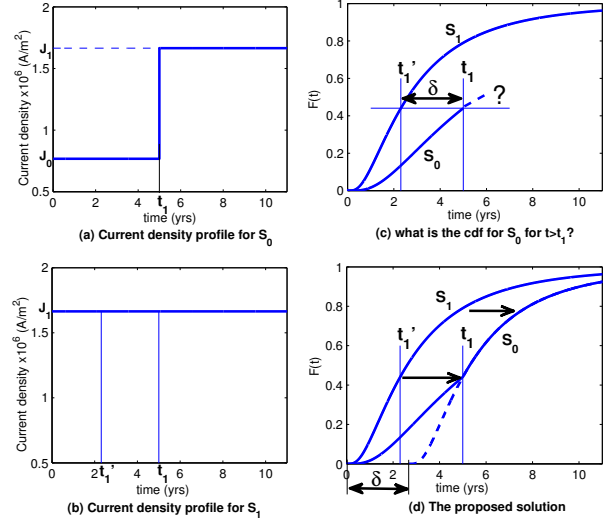 2
J₁
1.5
1
J₀
0.5
Current density x10⁶ (A/m²)
0 2 4 6 8 10
t₁
time (yrs)
(a) Current density profile for S₀
1
0.8
0.6
0.4
0.2
0
F(t)
S₁
t₁' t₁
δ
?
S₀
0 2 4 6 8 10
time (yrs)
(c) what is the cdf for S₀ for t>t₁?
2
J₁
1.5
1
0.5
Current density x10⁶ (A/m²)
0 2 4 6 8 10
t₁' t₁
time (yrs)
(b) Current density profile for S₁
1
0.8
0.6
0.4
0.2
0
F(t)
S₁
t₁' t₁
S₀
0 2 4 6 8 10
δ
time (yrs)
(d) The proposed solution